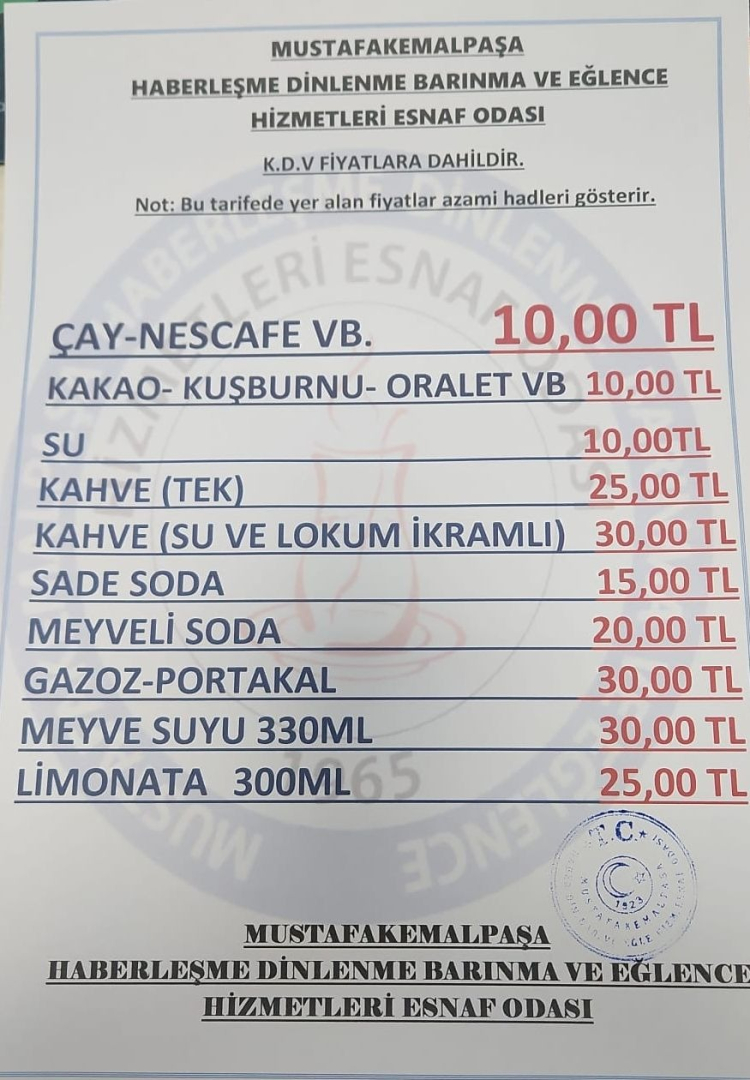 MUSTAFAKEMALPAŞA
HABERLEŞME DİNLENME BARINMA VE EĞLENCE
HİZMETLERİ ESNAF ODASI
K.D.V FİYATLARA DAHİLDİR.
Not: Bu tarifede yer alan fiyatlar azami hadleri gösterir.
ÇAY-NESCAFE VB. 10,00 TL
KAKAO- KUŞBURNU- ORALET VB 10,00 TL
SU 10,00TL
KAHVE (TEK) 25,00 TL
KAHVE (SU VE LOKUM İKRAMLI) 30,00 TL
SADE SODA 15,00 TL
MEYVELİ SODA 20,00 TL
GAZOZ-PORTAKAL 30,00 TL
MEYVE SUYU 330ML 30,00 TL
LİMONATA 300ML 25,00 TL
1965
T.C.
1923
MUSTAFAKEMALPAŞA
MUSTAFAKEMALPAŞA
HABERLEŞME DİNLENME BARINMA VE EĞLENCE
HİZMETLERİ ESNAF ODASI